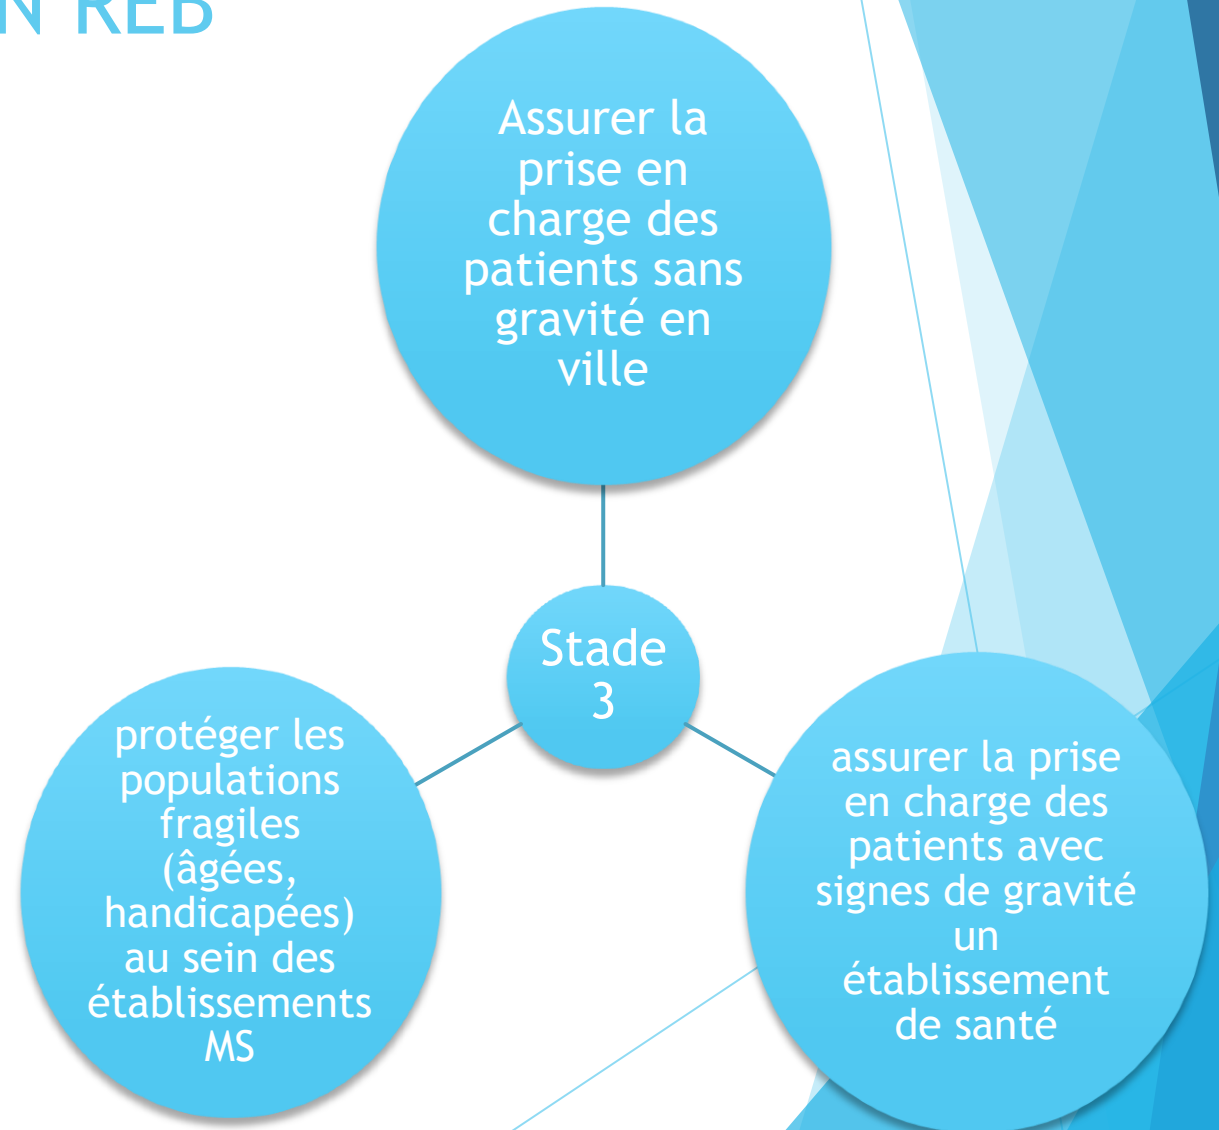 N REB
Assurer la
prise en
charge des
patients sans
gravité en
ville
Stade
3
protéger les
populations
fragiles
(âgées,
handicapées)
au sein des
établissements
MS
assurer la prise
en charge des
patients avec
signes de gravité
un
établissement
de santé